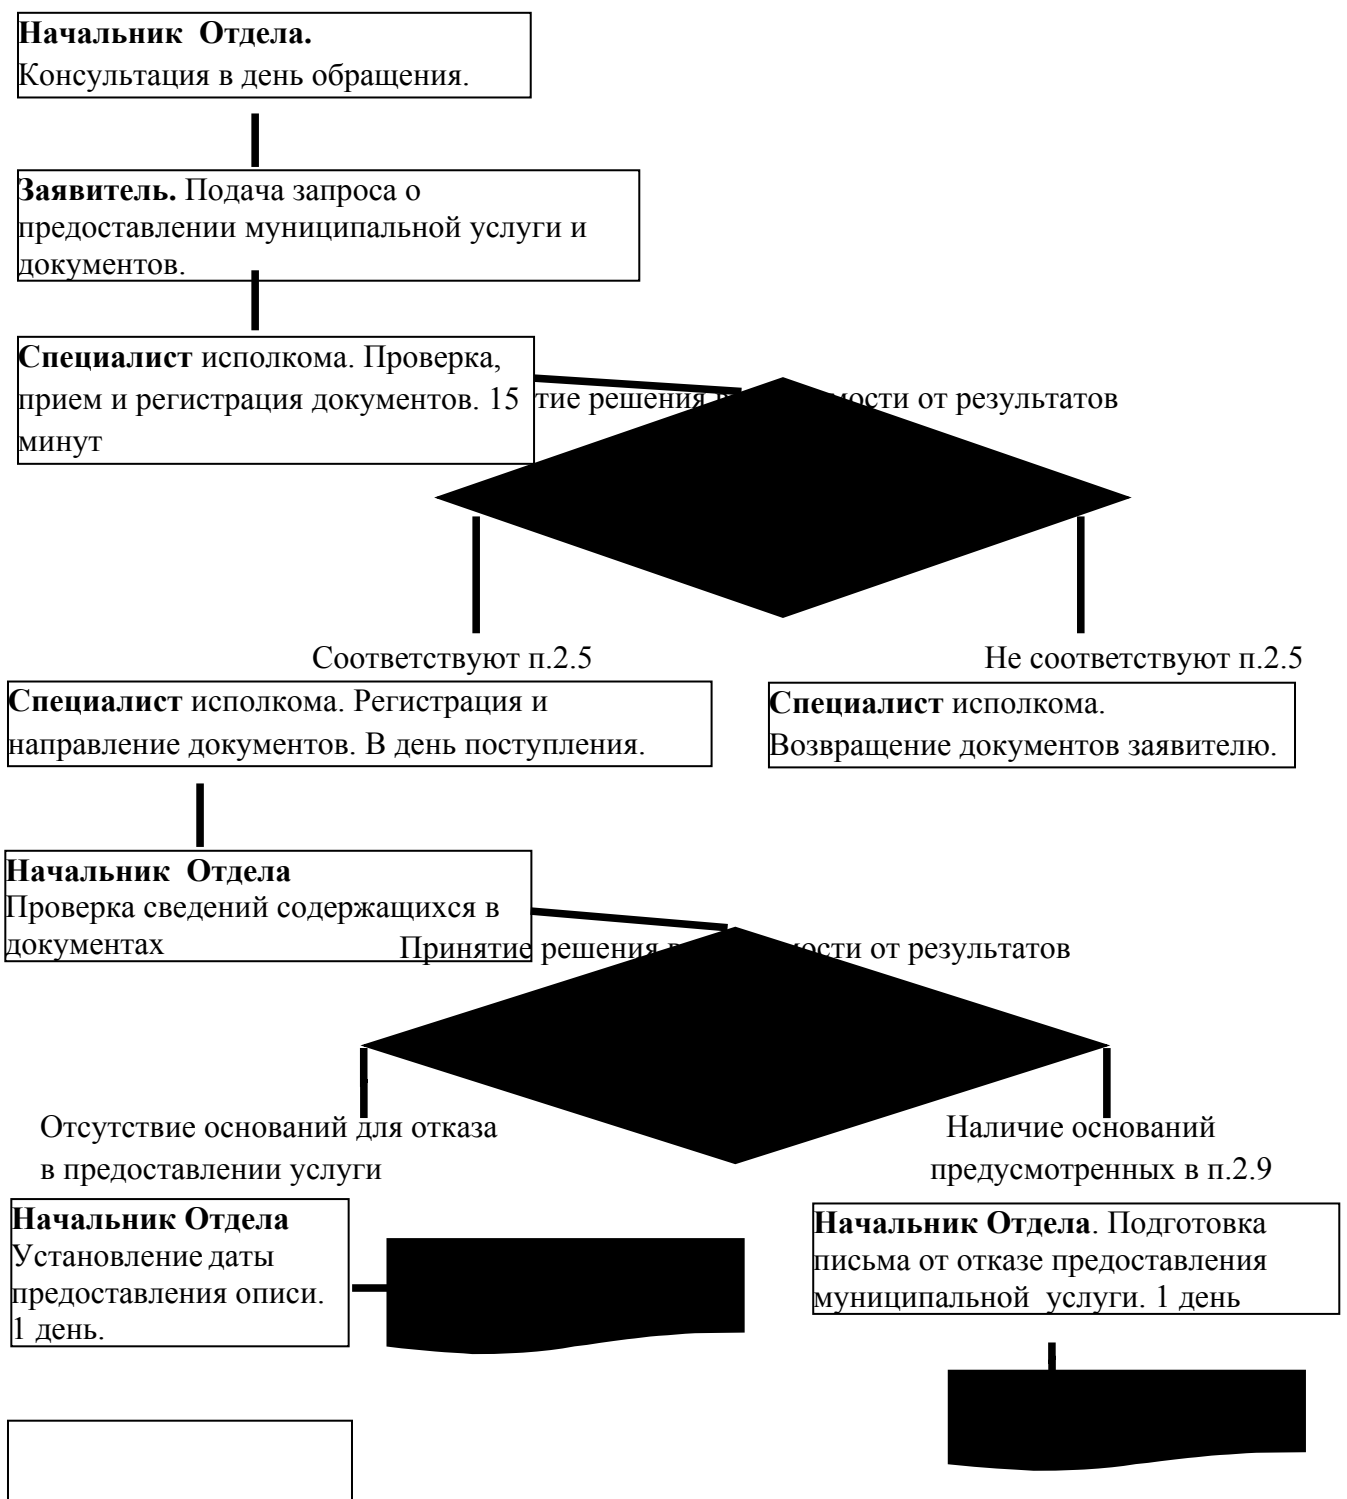 Начальник Отдела.
Консультация в день обращения.
Заявитель. Подача запроса о
предоставлении муниципальной услуги и
документов.
Специалист исполкома. Проверка,
прием и регистрация документов. 15
минут
тие решения в мости от результатов
Соответствуют п.2.5
Не соответствуют п.2.5
Специалист исполкома. Регистрация и
направление документов. В день поступления.
Специалист исполкома.
Возвращение документов заявителю.
Начальник Отдела
Проверка сведений содержащихся в
документах
Принятие решения в ости от результатов
Отсутствие оснований для отказа
в предоставлении услуги
Наличие оснований
предусмотренных в п.2.9
Начальник Отдела
Установление даты
предоставления описи.
1 день.
Начальник Отдела. Подготовка
письма от отказе предоставления
муниципальной услуги. 1 день